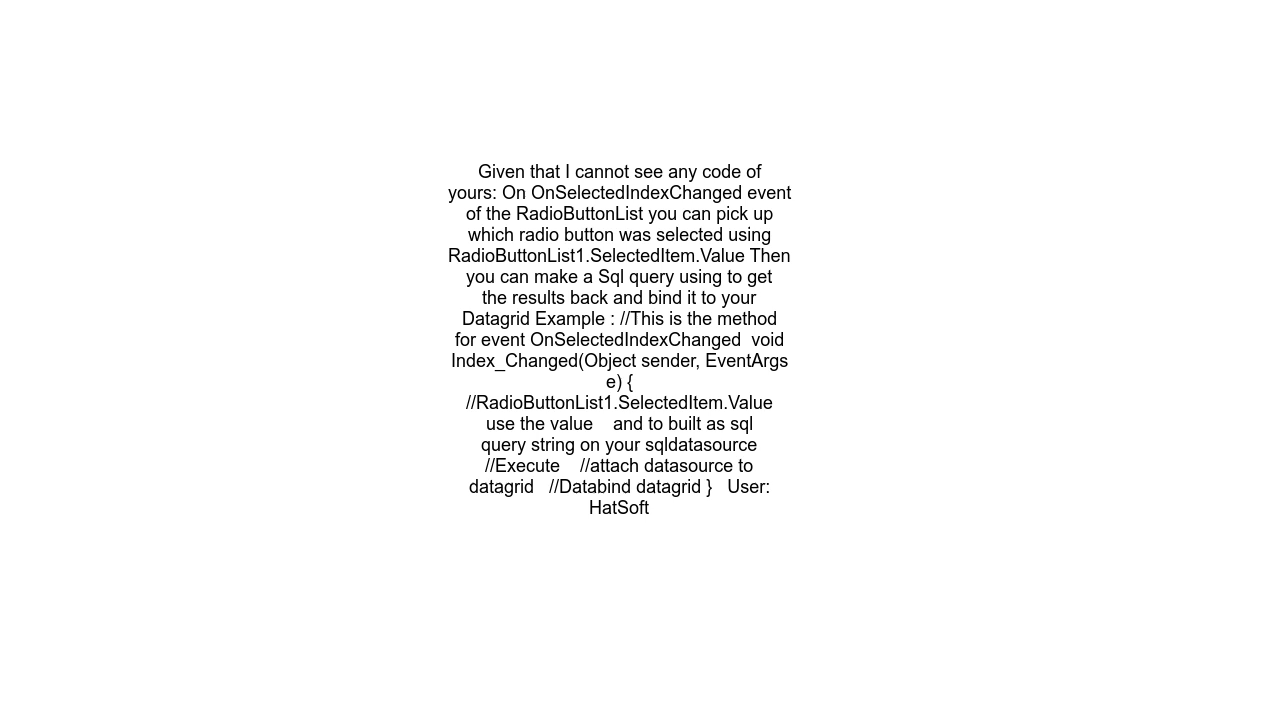 Given that I cannot see any code of
yours: On OnSelectedIndexChanged event
of the RadioButtonList you can pick up
which radio button was selected using
RadioButtonList1.SelectedItem.Value Then
you can make a Sql query using to get
the results back and bind it to your
Datagrid Example : //This is the method
for event OnSelectedIndexChanged  void
Index_Changed(Object sender, EventArgs
e) {
//RadioButtonList1.SelectedItem.Value
use the value    and to built as sql
query string on your sqldatasource
//Execute    //attach datasource to
datagrid   //Databind datagrid }   User:
HatSoft